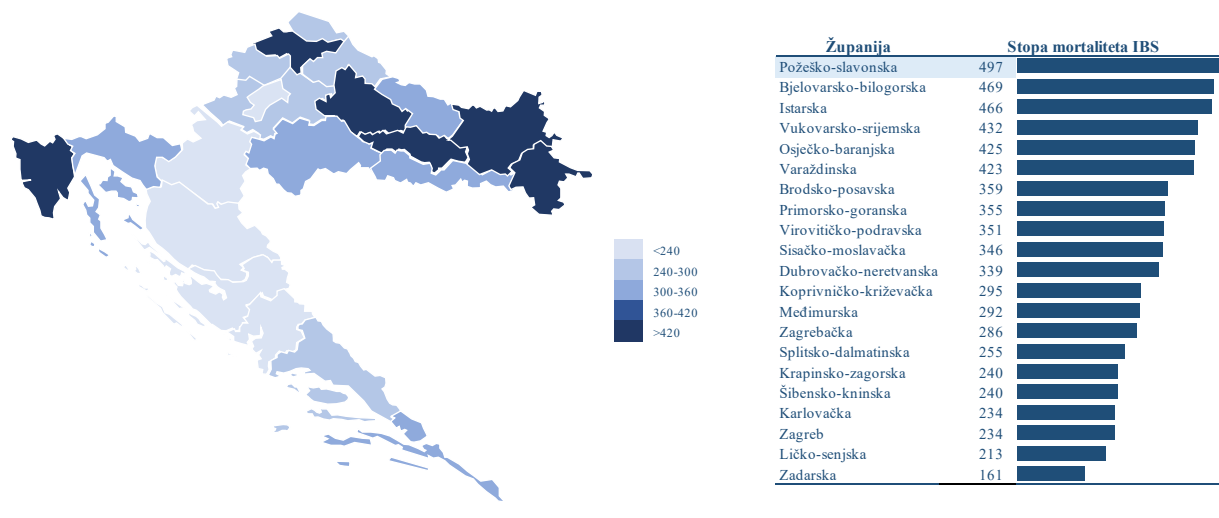 <240
240-300
300-360
360-420
>420
Županija Stopa mortaliteta IBS
Požeško-slavonska 497
Bjelovarsko-bilogorska 469
Istarska 466
Vukovarsko-srijemska 432
Osječko-baranjska 425
Varaždinska 423
Brodsko-posavska 359
Primorsko-goranska 355
Virovitičko-podravska 351
Sisačko-moslavačka 346
Dubrovačko-neretvanska 339
Koprivničko-križevačka 295
Međimurska 292
Zagrebačka 286
Splitsko-dalmatinska 255
Krapinsko-zagorska 240
Šibensko-kninska 240
Karlovačka 234
Zagreb 234
Ličko-senjska 213
Zadarska 161